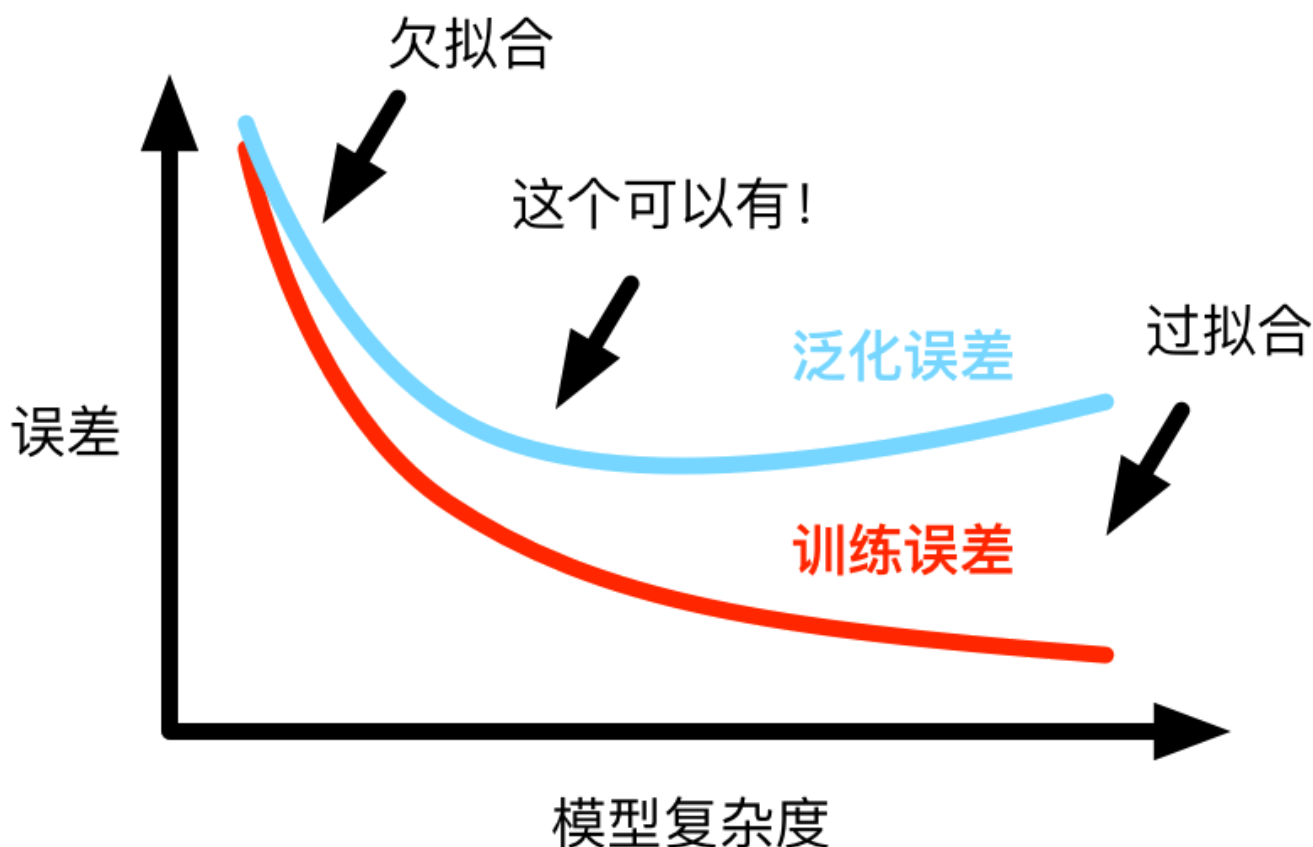 欠拟合
这个可以有！
过拟合
泛化误差
误差
训练误差
模型复杂度